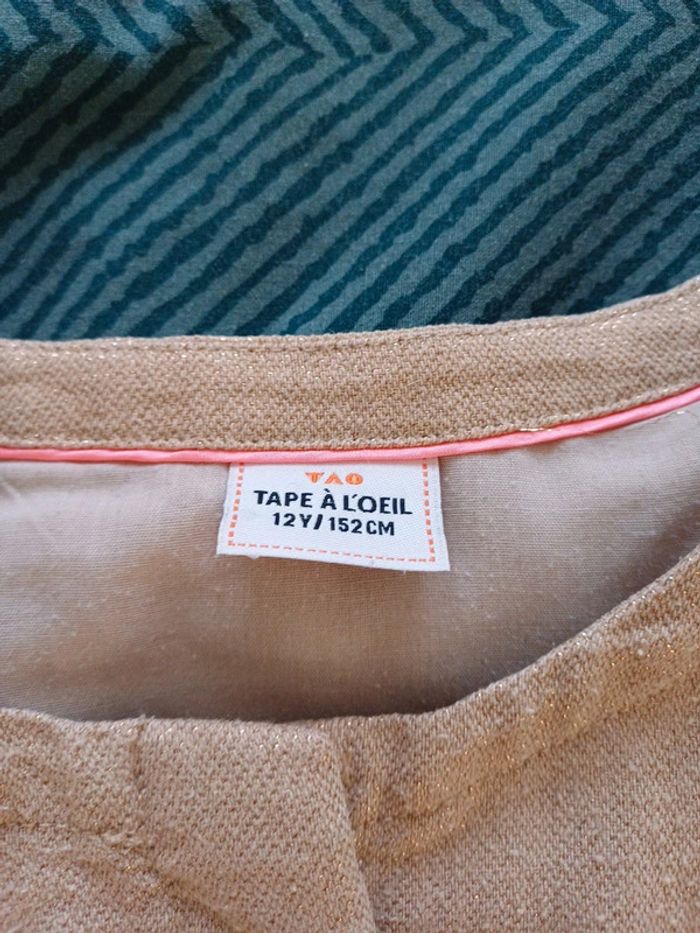 TAO
TAPE À L'OEIL
12Y/152CM